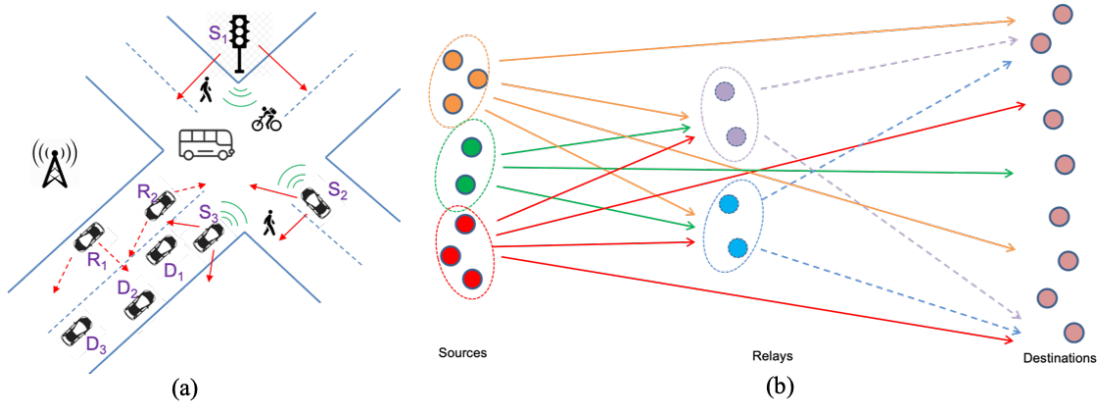 S1
S2
S3
R2
R1
D1
D2
D3
(a)
Sources
Relays
Destinations
(b)